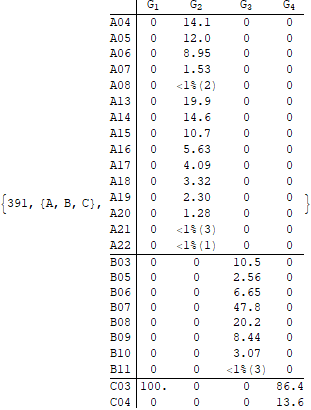 G1 G2 G3 G4
A04 0 14.1 0 0
A05 0 12.0 0 0
A06 0 8.95 0 0
A07 0 1.53 0 0
A08 0 <1%(2) 0 0
A13 0 19.9 0 0
A14 0 14.6 0 0
A15 0 10.7 0 0
A16 0 5.63 0 0
A17 0 4.09 0 0
A18 0 3.32 0 0
{391, {A, B, C}, A19 0 2.30 0 0 }
A20 0 1.28 0 0
A21 0 <1%(3) 0 0
A22 0 <1%(1) 0 0
B03 0 0 10.5 0
B05 0 0 2.56 0
B06 0 0 6.65 0
B07 0 0 47.8 0
B08 0 0 20.2 0
B09 0 0 8.44 0
B10 0 0 3.07 0
B11 0 0 <1%(3) 0
C03 100. 0 0 86.4
C04 0 0 0 13.6